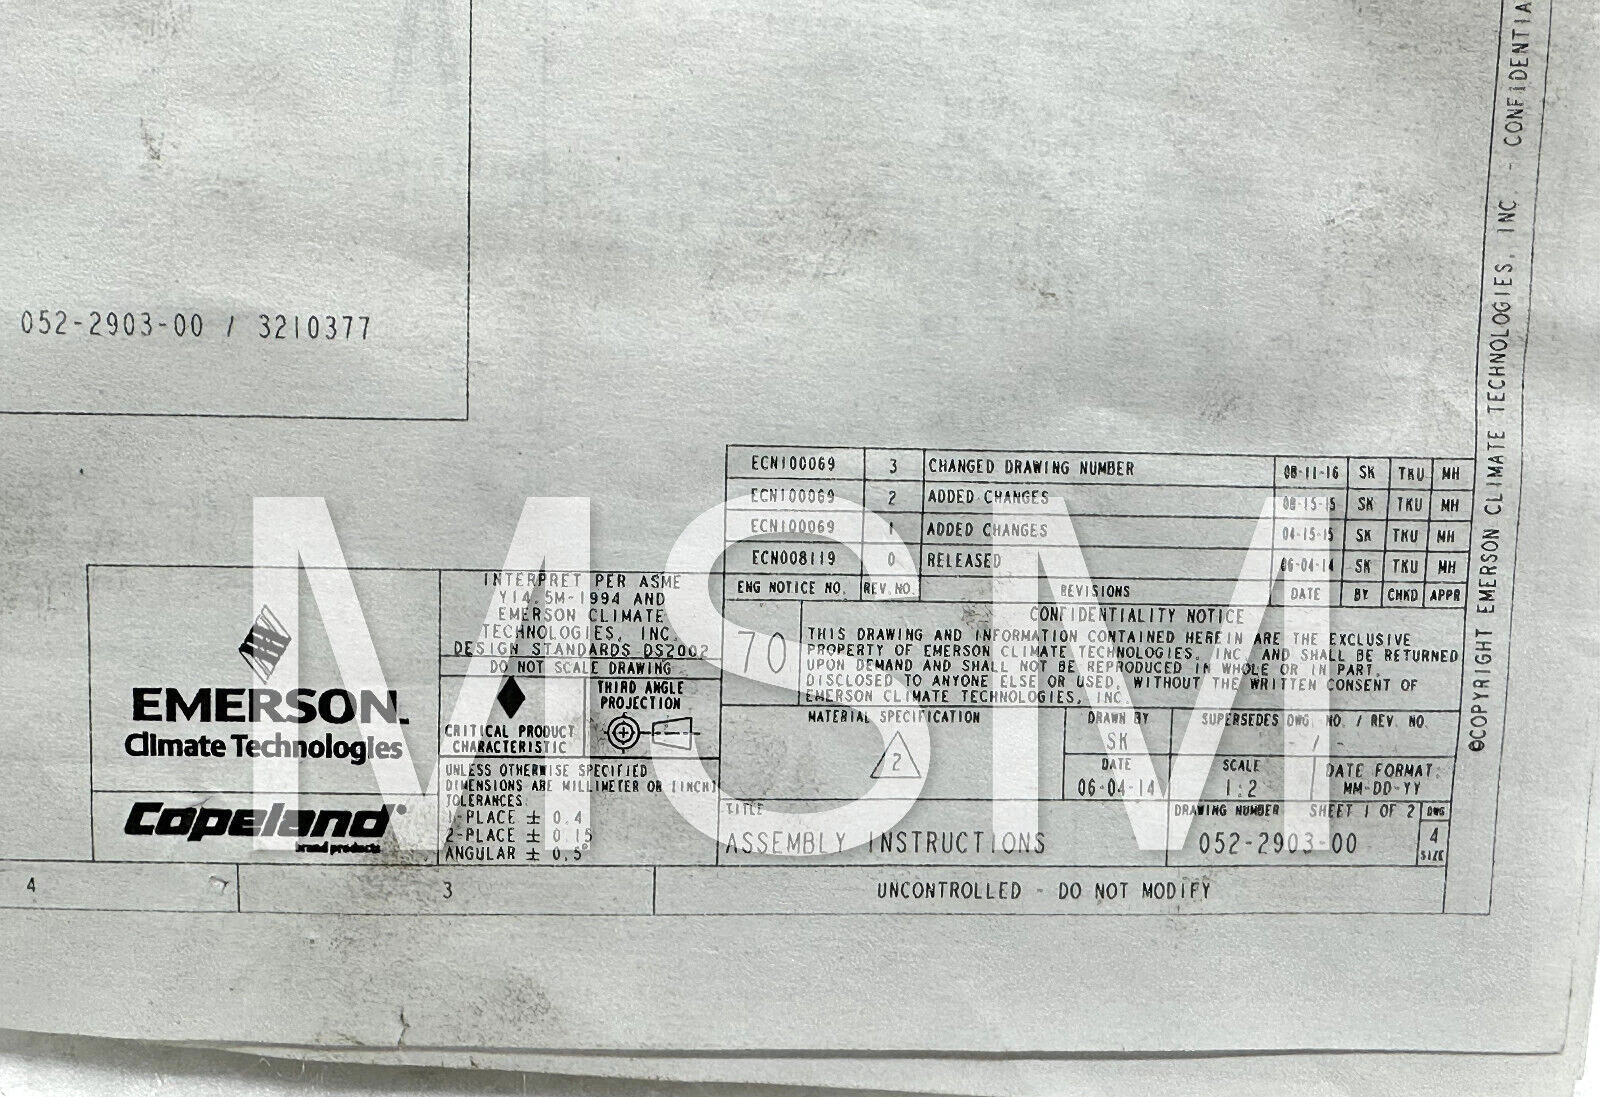 ©COPYRIGHT EMERSON CLIMATE TECHNOLOGIES, INC. - CONFIDENTIA
052-2903-00 / 3210377
ECN100069 3 CHANGED DRAWING NUMBER 08-11-16 SK TKU MH
ECN100069 2 ADDED CHANGES 08-15-15 SK TKU MH
ECN100069 1 ADDED CHANGES 04-15-15 SK TKU MH
ECN008119 0 RELEASED 06-04-14 SK TKU MH
ENG NOTICE NO. REV.NO. REVISIONS DATE BY CHKD APPR
INTERPRET PER ASME
Y14.5M-1994 AND
EMERSON CLIMATE
TECHNOLOGIES, INC.
DESIGN STANDARDS DS2002
DO NOT SCALE DRAWING
CRITICAL PRODUCT
CHARACTERISTIC
THIRD ANGLE
PROJECTION
UNLESS OTHERWISE SPECIFIED
DIMENSIONS ARE MILLIMETER OR [INCH]
TOLERANCES
1-PLACE ± 0.4
2-PLACE ± 0.15
ANGULAR ± 0.5°
EMERSON.
Climate Technologies
Copeland®
brand products
70
CONFIDENTIALITY NOTICE
THIS DRAWING AND INFORMATION CONTAINED HEREIN ARE THE EXCLUSIVE
PROPERTY OF EMERSON CLIMATE TECHNOLOGIES, INC. AND SHALL BE RETURNED
UPON DEMAND AND SHALL NOT BE REPRODUCED IN WHOLE OR IN PART,
DISCLOSED TO ANYONE ELSE OR USED, WITHOUT THE WRITTEN CONSENT OF
EMERSON CLIMATE TECHNOLOGIES, INC.
MATERIAL SPECIFICATION
2
DRAWN BY
SK
SUPERSEDES DWG. NO. / REV. NO.
- / -
DATE
06-04-14
SCALE
1:2
DATE FORMAT:
MM-DD-YY
TITLE
ASSEMBLY INSTRUCTIONS
DRAWING NUMBER SHEET 1 OF 2
052-2903-00
DWG
4
SIZE
4 3 UNCONTROLLED - DO NOT MODIFY
MSM